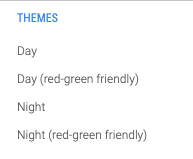 THEMES
Day
Day (red-green friendly)
Night
Night (red-green friendly)